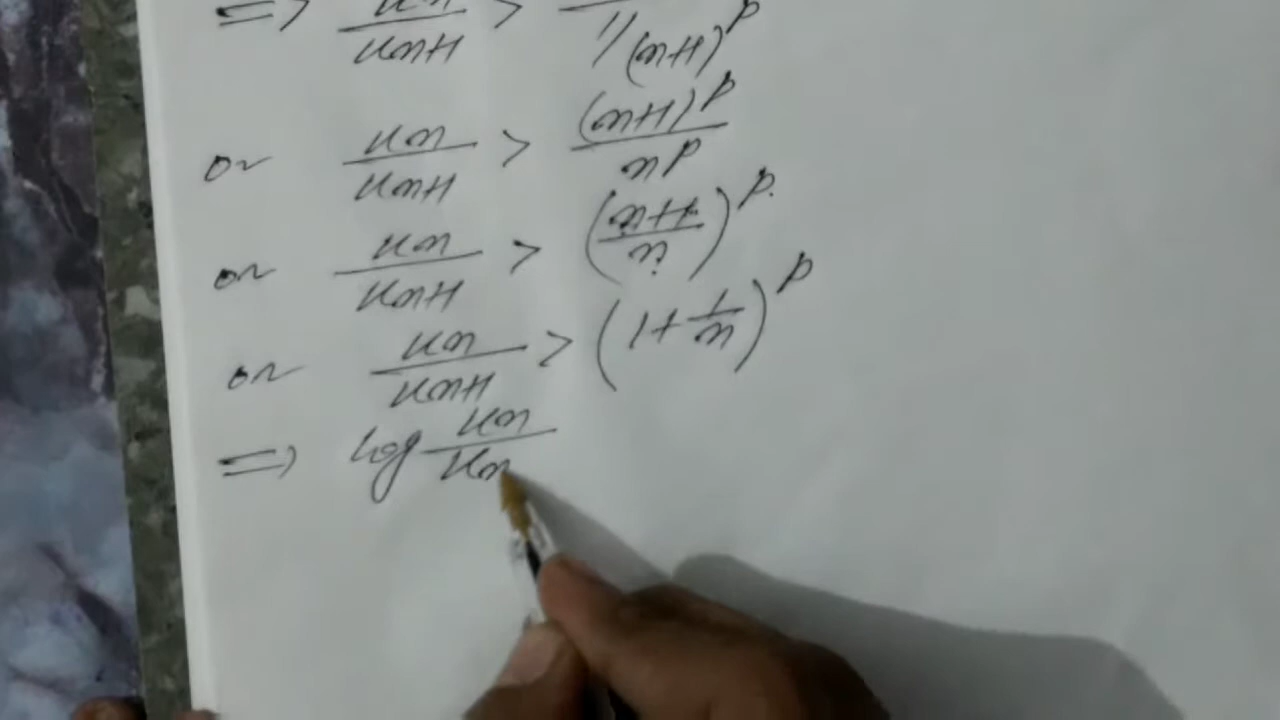 => un/un+1 > 1/(n+1)^p
or un/un+1 > (n+1)^p/n^p
or un/un+1 > ((n+1)/n)^p.
or un/un+1 > (1+1/n)^p
=> log un/un